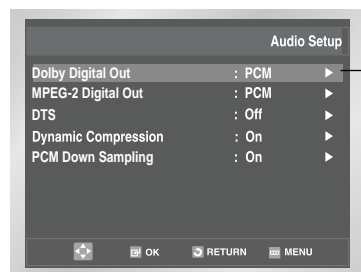 Audio Setup
Dolby Digital Out : PCM
MPEG-2 Digital Out : PCM
DTS : Off
Dynamic Compression : On
PCM Down Sampling : On
OK RETURN MENU